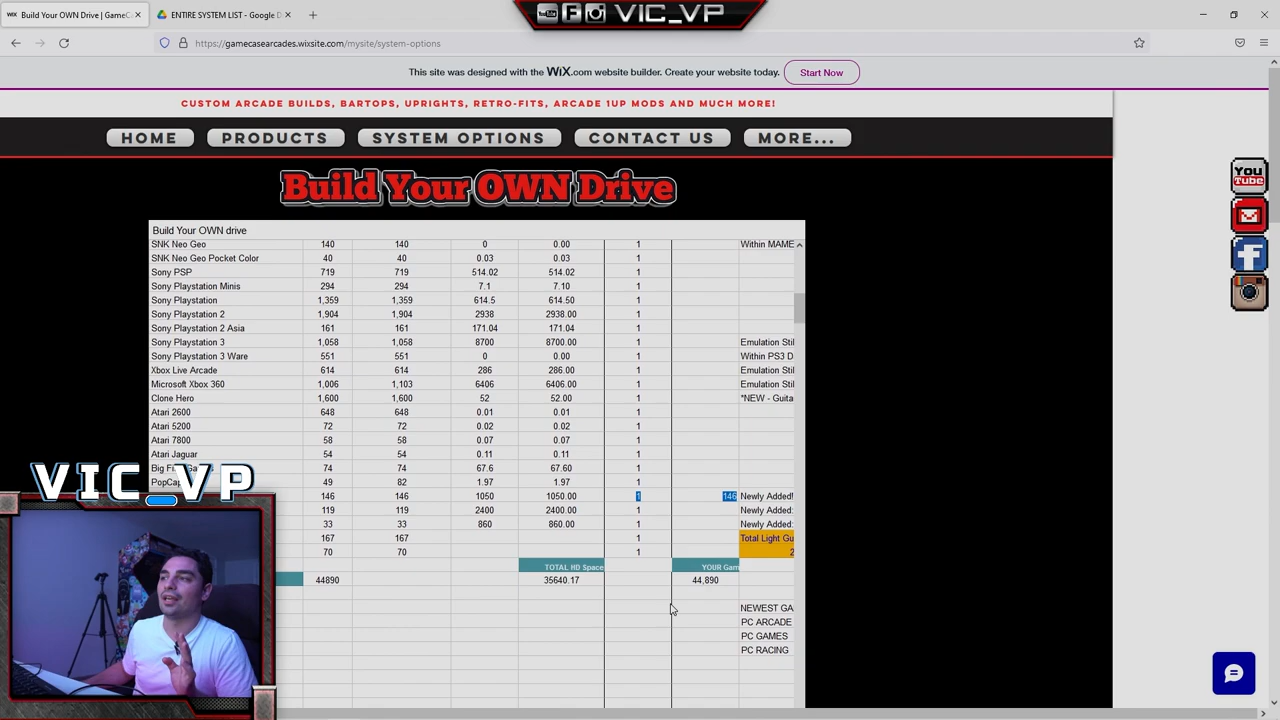 Build Your OWN Drive | GameC
ENTIRE SYSTEM LIST - Google D
VIC_VP
https://gamecasearcades.wixsite.com/mysite/system-options
This site was designed with the WiX.com website builder. Create your website today. Start Now
CUSTOM ARCADE BUILDS, BARTOPS, UPRIGHTS, RETRO-FITS, ARCADE 1UP MODS AND MUCH MORE!
HOME PRODUCTS SYSTEM OPTIONS CONTACT US MORE...
Build Your OWN Drive
You Tube
Build Your OWN drive
SNK Neo Geo 140 140 0 0.00 1 Within MAME
SNK Neo Geo Pocket Color 40 40 0.03 0.03 1
Sony PSP 719 719 514.02 514.02 1
Sony Playstation Minis 294 294 7.1 7.10 1
Sony Playstation 1,359 1,359 614.5 614.50 1
Sony Playstation 2 1,904 1,904 2938 2938.00 1
Sony Playstation 2 Asia 161 161 171.04 171.04 1
Sony Playstation 3 1,058 1,058 8700 8700.00 1 Emulation Stil
Sony Playstation 3 Ware 551 551 0 0.00 1 Within PS3 D
Xbox Live Arcade 614 614 286 286.00 1 Emulation Stil
Microsoft Xbox 360 1,006 1,103 6406 6406.00 1 Emulation Stil
Clone Hero 1,600 1,600 52 52.00 1 *NEW - Guita
Atari 2600 648 648 0.01 0.01 1
Atari 5200 72 72 0.02 0.02 1
Atari 7800 58 58 0.07 0.07 1
Atari Jaguar 54 54 0.11 0.11 1
Big 74 74 67.6 67.60 1
PopCap 49 82 1.97 1.97 1
146 146 1050 1050.00 1 146 Newly Added!
119 119 2400 2400.00 1 Newly Added:
33 33 860 860.00 1 Newly Added:
167 167 1 Total Light Gu
70 70 1 2
TOTAL HD Space YOUR Gam
44890 35640.17 44,890
NEWEST GA
PC ARCADE
PC GAMES
PC RACING
VIC_VP